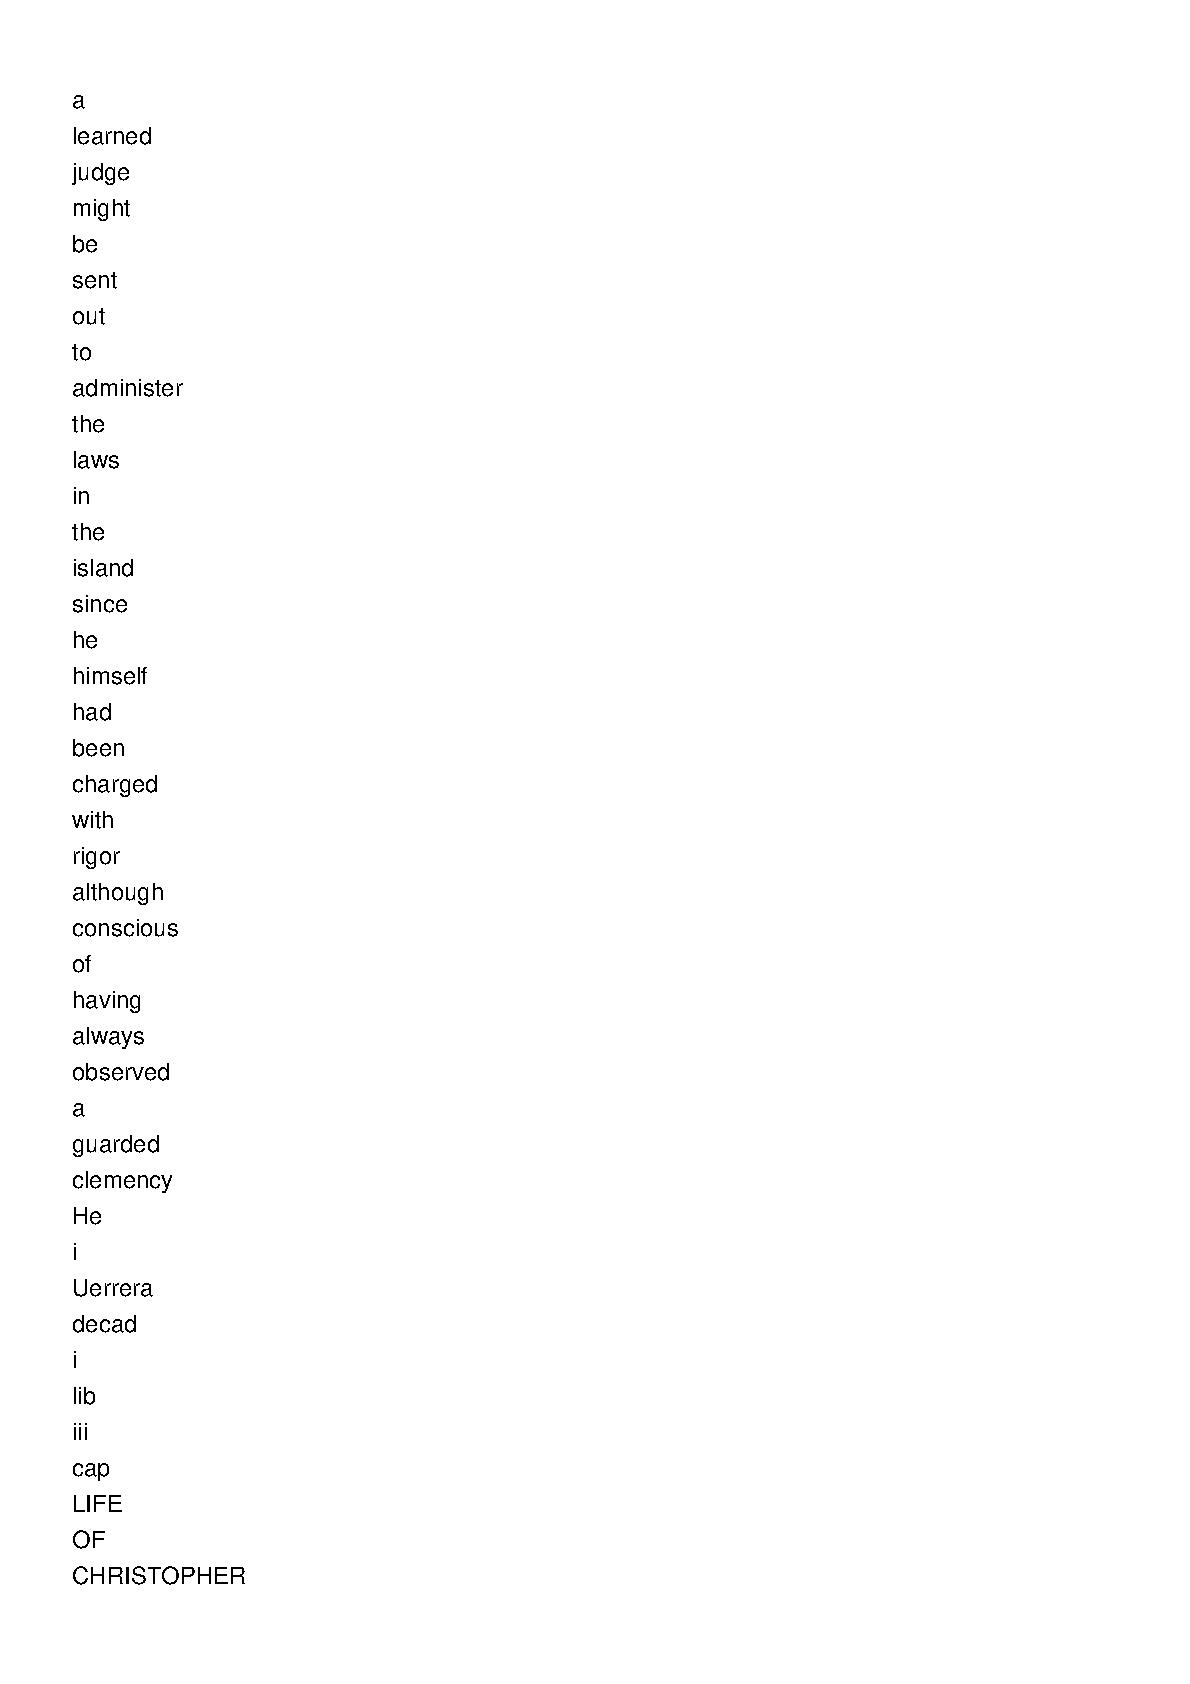 a
learned
judge
might
be
sent
out
to
administer
the
laws
in
the
island
since
he
himself
had
been
charged
with
rigor
although
conscious
of
having
always
observed
a
guarded
clemency
He
i
Uerrera
decad
i
lib
iii
cap
LIFE
OF
CHRISTOPHER